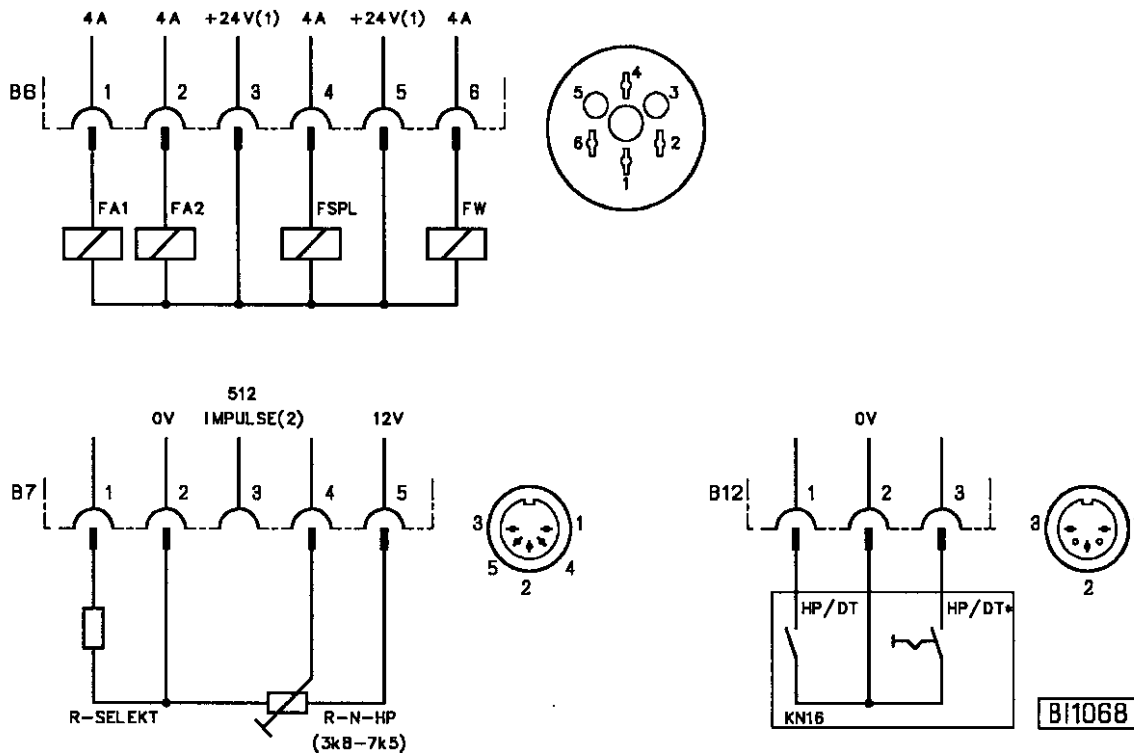 4A 4A +24V(1) 4A +24V(1) 4A
B6 1 2 3 4 5 6
4
5 3
6 2
1
FA1 FA2 FSPL FW
512
0V IMPULSE(2) 12V
B7 1 2 3 4 5
3 1
5 4
2
R-SELEKT R-N-HP
(3k8-7k5)
0V
B12 1 2 3
3
2
HP/DT HP/DT*
KN16
BI1068